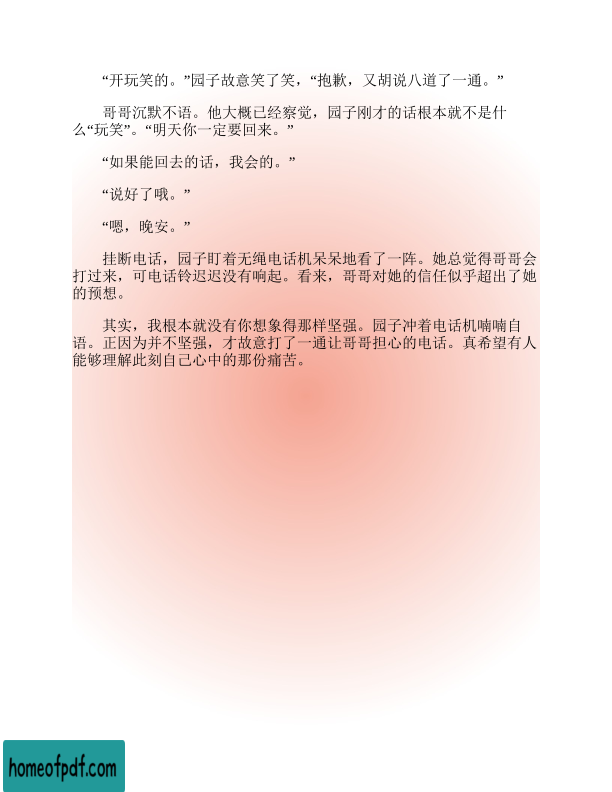 “开玩笑的。”园子故意笑了笑，“抱歉，又胡说八道了一通。”
哥哥沉默不语。他大概已经察觉，园子刚才的话根本就不是什
么“玩笑”。“明天你一定要回来。”
“如果能回去的话，我会的。”
“说好了哦。”
“嗯，晚安。”
挂断电话，园子盯着无绳电话机呆呆地看了一阵。她总觉得哥哥会
打过来，可电话铃迟迟没有响起。看来，哥哥对她的信任似乎超出了她
的预想。
其实，我根本就没有你想象得那样坚强。园子冲着电话机喃喃自
语。正因为并不坚强，才故意打了一通让哥哥担心的电话。真希望有人
能够理解此刻自己心中的那份痛苦。
homeofpdf.com